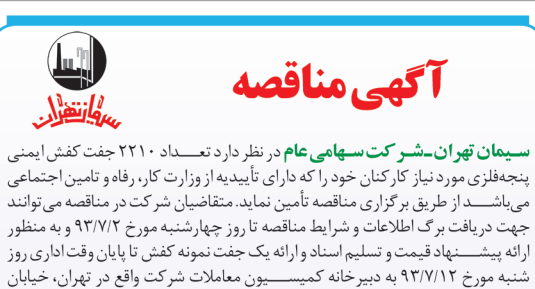 آگهی مناقصه
سیمان تهران
سیمان تهران-شرکت سهامی عام در نظر دارد تعداد ۲۲۱۰ جفت کفش ایمنی
پنجه‌فلزی مورد نیاز کارکنان خود را که دارای تأییدیه از وزارت کار، رفاه و تامین اجتماعی
می‌باشد از طریق برگزاری مناقصه تأمین نماید. متقاضیان شرکت در مناقصه می‌توانند
جهت دریافت برگ اطلاعات و شرایط مناقصه تا روز چهارشنبه مورخ ۹۳/۷/۲ و به منظور
ارائه پیشنهاد قیمت و تسلیم اسناد و ارائه یک جفت نمونه کفش تا پایان وقت اداری روز
شنبه مورخ ۹۳/۷/۱۲ به دبیرخانه کمیسیون معاملات شرکت واقع در تهران، خیابان